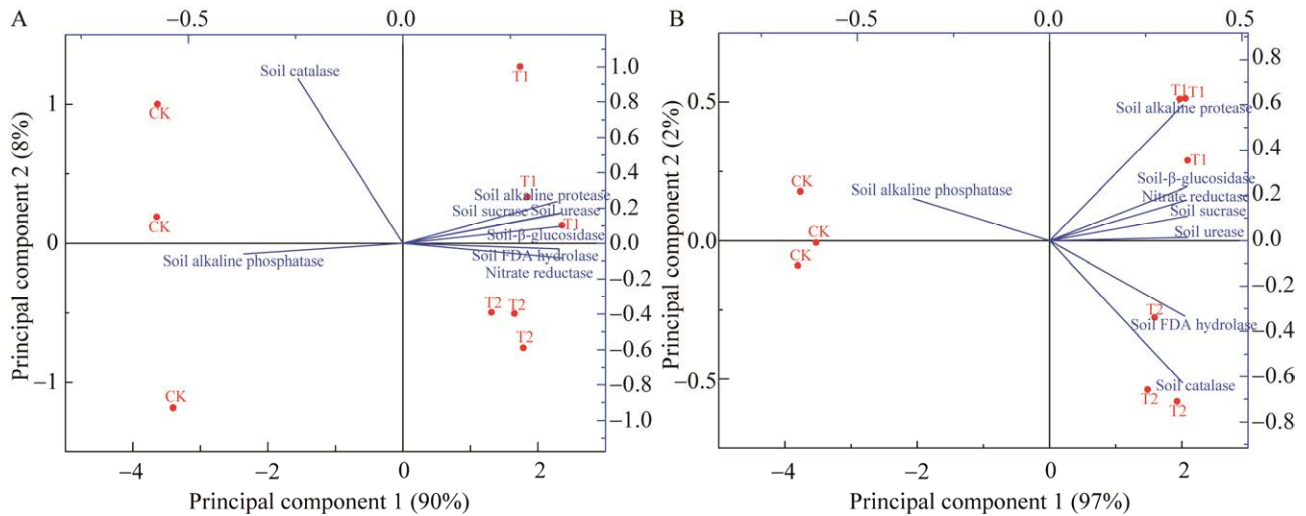 A
−0.5 0.0
Soil catalase
T1
1.0
CK
1
0.8
0.6
0.4
T1
Soil alkaline protease
Soil sucrase Soil urease
0.2
CK
T1
Soil-β-glucosidase
0
0.0
Soil FDA hydrolase
Soil alkaline phosphatase
Nitrate reductase
−0.2
T2 T2
−0.4
T2
−0.6
−1
−0.8
CK
−1.0
−4 −2 0 2
Principal component 1 (90%)
Principal component 2 (8%)
B
−0.5 0.0 0.5
0.8
T1 T1
0.5
0.6
Soil alkaline protease
0.4
T1
Soil-β-glucosidase
CK
Soil alkaline phosphatase
Nitrate reductase
0.2
Soil sucrase
CK
Soil urease
0.0
0.0
CK
−0.2
T2
Soil FDA hydrolase
−0.4
−0.5
Soil catalase
−0.6
T2
T2
−0.8
−4 −2 0 2
Principal component 1 (97%)
Principal component 2 (2%)